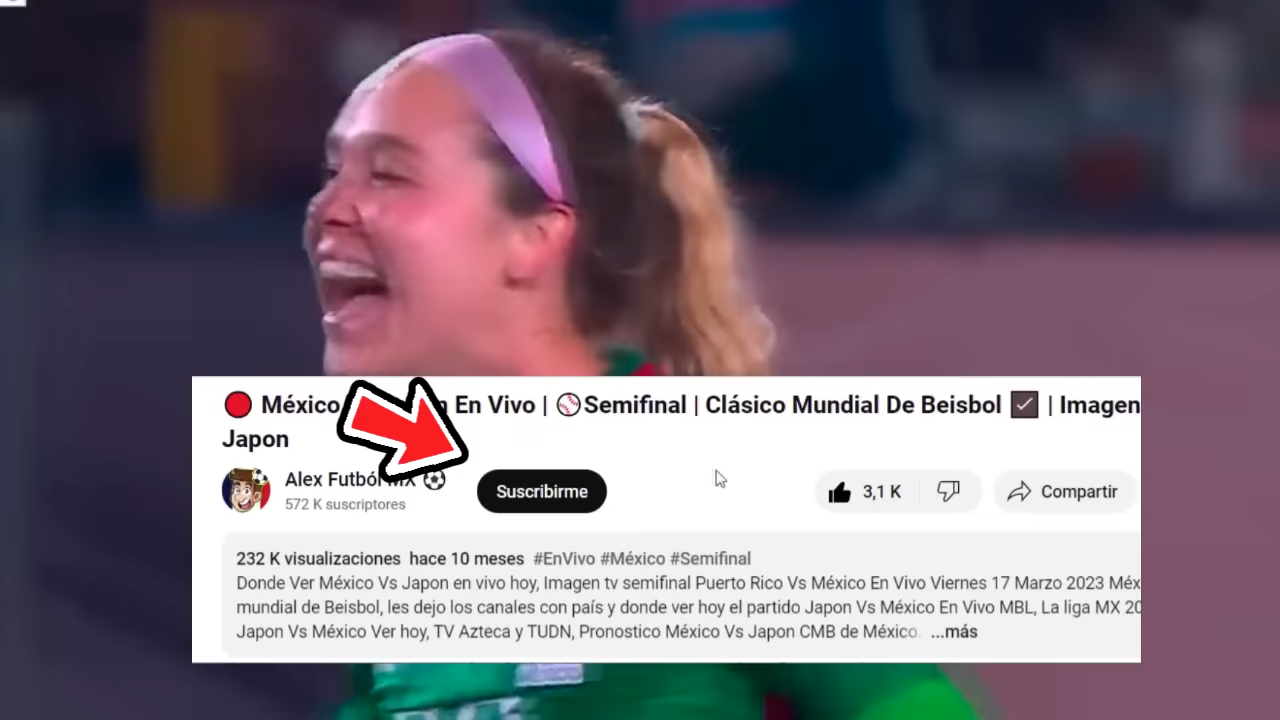 🔴 México En Vivo | ⚾Semifinal | Clásico Mundial De Beisbol ☑ | Imagen
Japon
Alex Futból MX ⚽
572 K suscriptores
Suscribirme
3,1 K
Compartir
232 K visualizaciones hace 10 meses #EnVivo #México #Semifinal
Donde Ver México Vs Japon en vivo hoy, Imagen tv semifinal Puerto Rico Vs México En Vivo Viernes 17 Marzo 2023 Méx
mundial de Beisbol, les dejo los canales con país y donde ver hoy el partido Japon Vs México En Vivo MBL, La liga MX 20
Japon Vs México Ver hoy, TV Azteca y TUDN, Pronostico México Vs Japon CMB de México. ...más